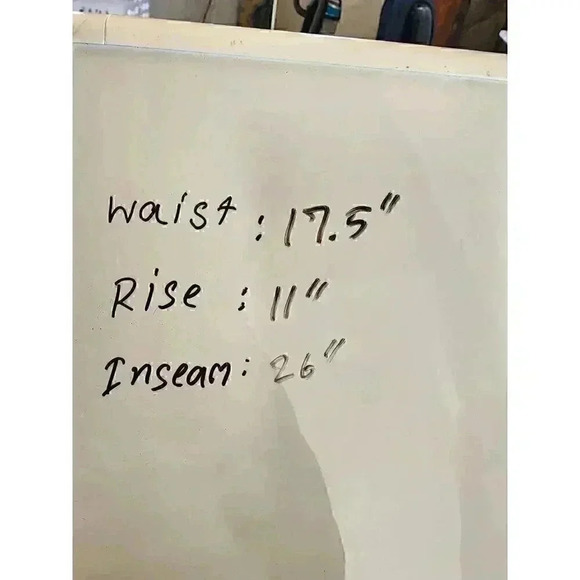 Waist : 17.5"
Rise : 11"
Inseam: 26"